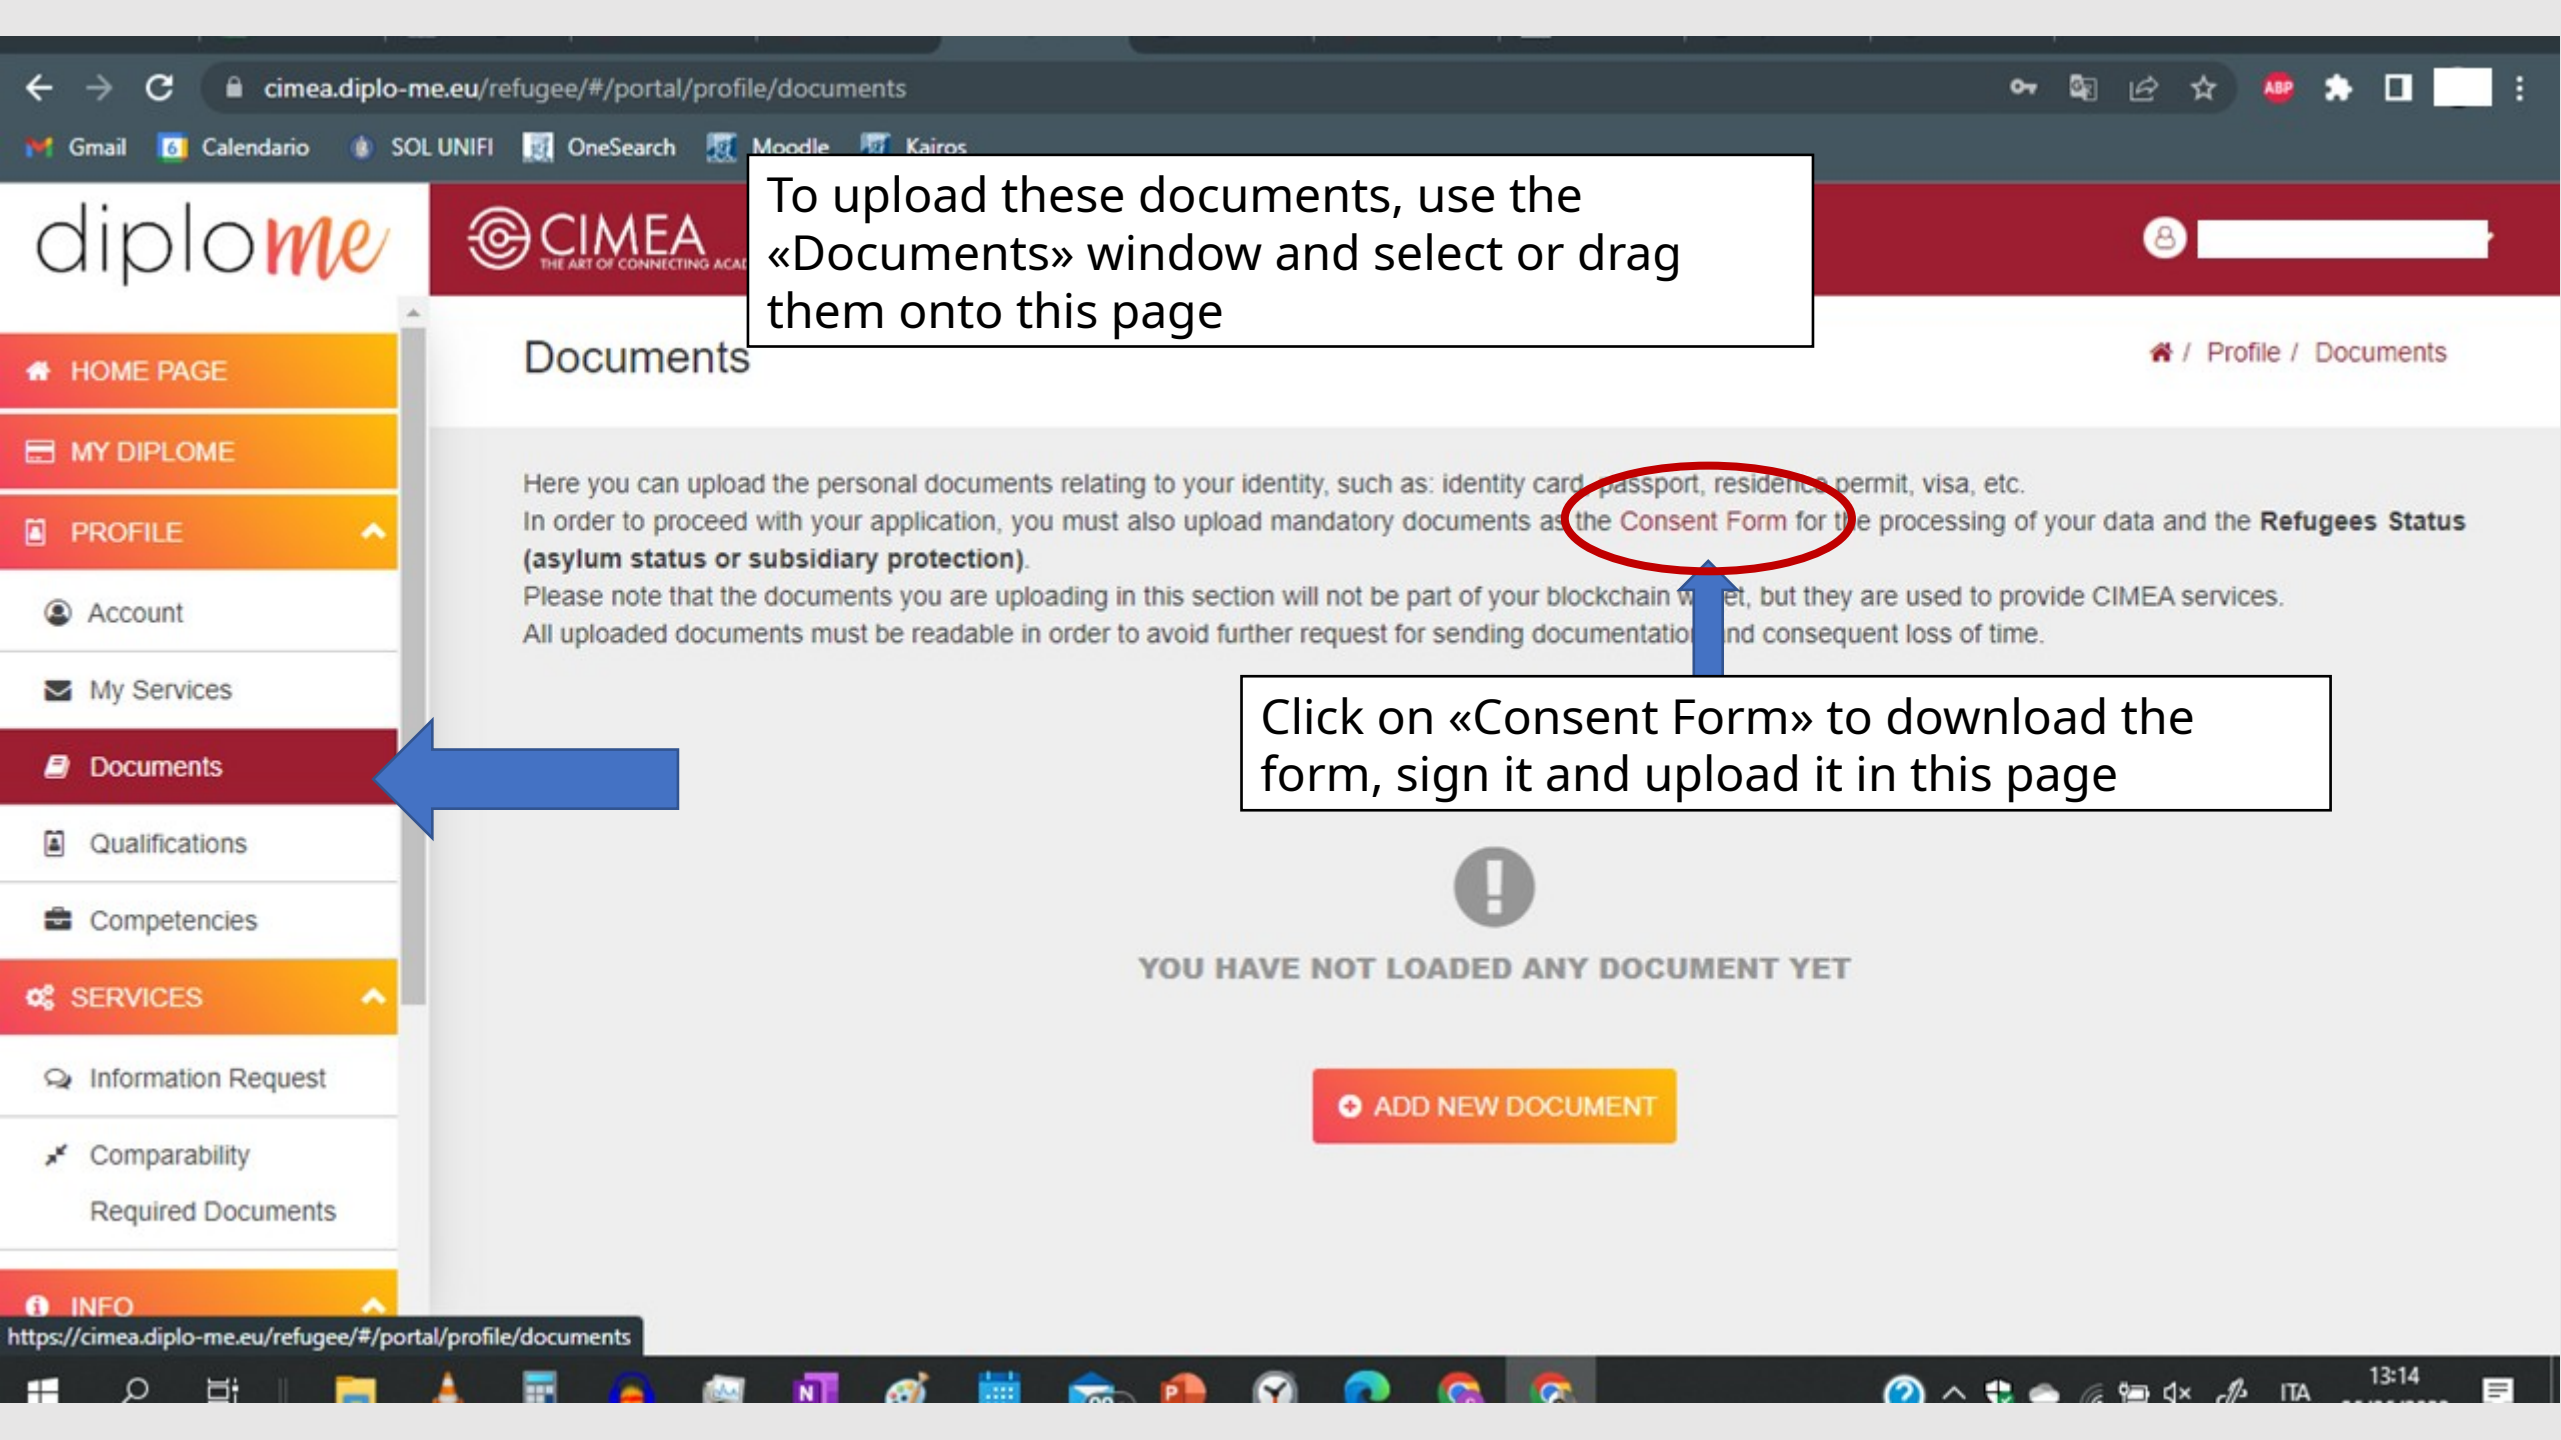 cimea.diplo-me.eu/refugee/#/portal/profile/documents
ABP
Gmail
6
Calendario
SOL UNIFI
OneSearch
Moodle
Kairos
To upload these documents, use the
«Documents» window and select or drag
them onto this page
diplome
CIMEA
THE ART OF CONNECTING
Documents
/ Profile / Documents
HOME PAGE
MY DIPLOME
PROFILE
Account
My Services
Documents
Qualifications
Competencies
SERVICES
Information Request
Comparability
Required Documents
INFO
Here you can upload the personal documents relating to your identity, such as: identity card, passport, residence permit, visa, etc.
In order to proceed with your application, you must also upload mandatory documents as the Consent Form for the processing of your data and the Refugees Status
(asylum status or subsidiary protection).
Please note that the documents you are uploading in this section will not be part of your blockchain, but they are used to provide CIMEA services.
All uploaded documents must be readable in order to avoid further request for sending documentation and consequent loss of time.
Click on «Consent Form» to download the
form, sign it and upload it in this page
YOU HAVE NOT LOADED ANY DOCUMENT YET
ADD NEW DOCUMENT
https://cimea.diplo-me.eu/refugee/#/portal/profile/documents
ITA
13:14